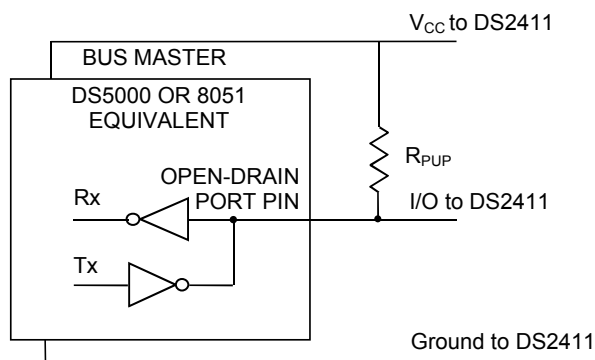 V_CC to DS2411
BUS MASTER
DS5000 OR 8051
EQUIVALENT
R_PUP
OPEN-DRAIN
PORT PIN
Rx
I/O to DS2411
Tx
Ground to DS2411